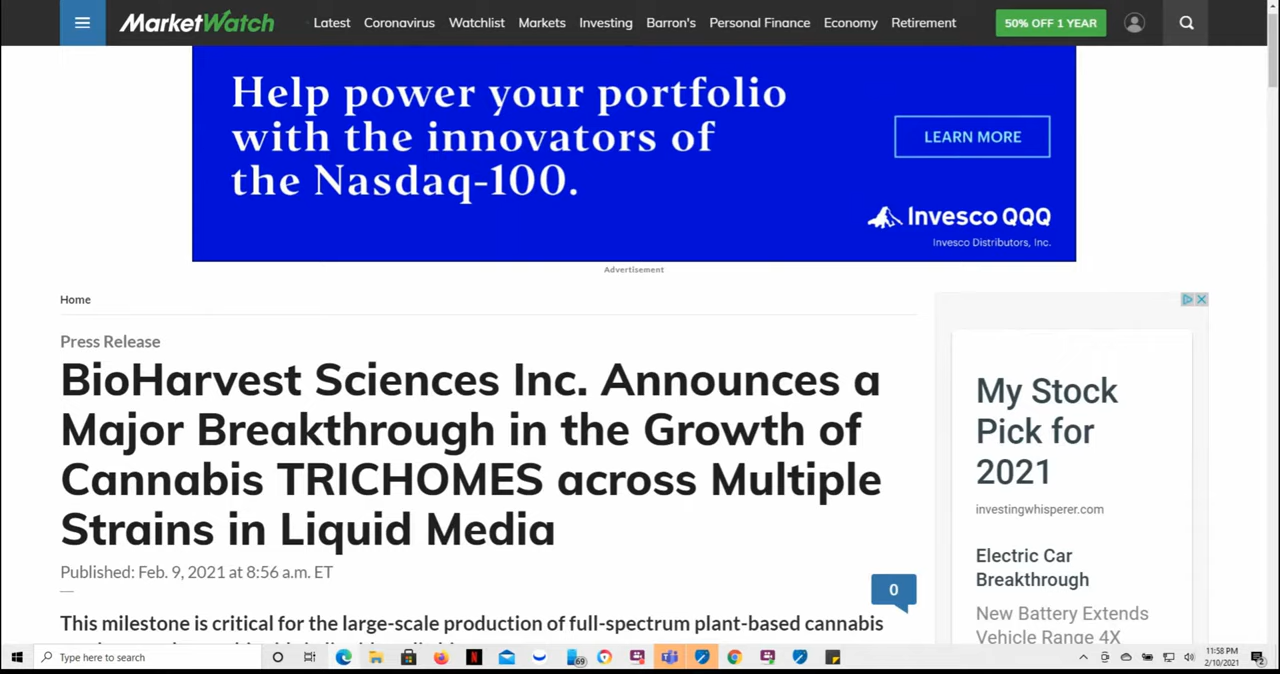 MarketWatch
Latest Coronavirus Watchlist Markets Investing Barron's Personal Finance Economy Retirement
50% OFF 1 YEAR
Help power your portfolio
with the innovators of
the Nasdaq-100.
LEARN MORE
Invesco QQQ
Invesco Distributors, Inc.
Advertisement
Home
Press Release
BioHarvest Sciences Inc. Announces a
Major Breakthrough in the Growth of
Cannabis TRICHOMES across Multiple
Strains in Liquid Media
Published: Feb. 9, 2021 at 8:56 a.m. ET
0
This milestone is critical for the large-scale production of full-spectrum plant-based cannabis
My Stock
Pick for
2021
investingwhisperer.com
Electric Car
Breakthrough
New Battery Extends
Vehicle Range 4X
Type here to search
69
11:58 PM
2/10/2021
2